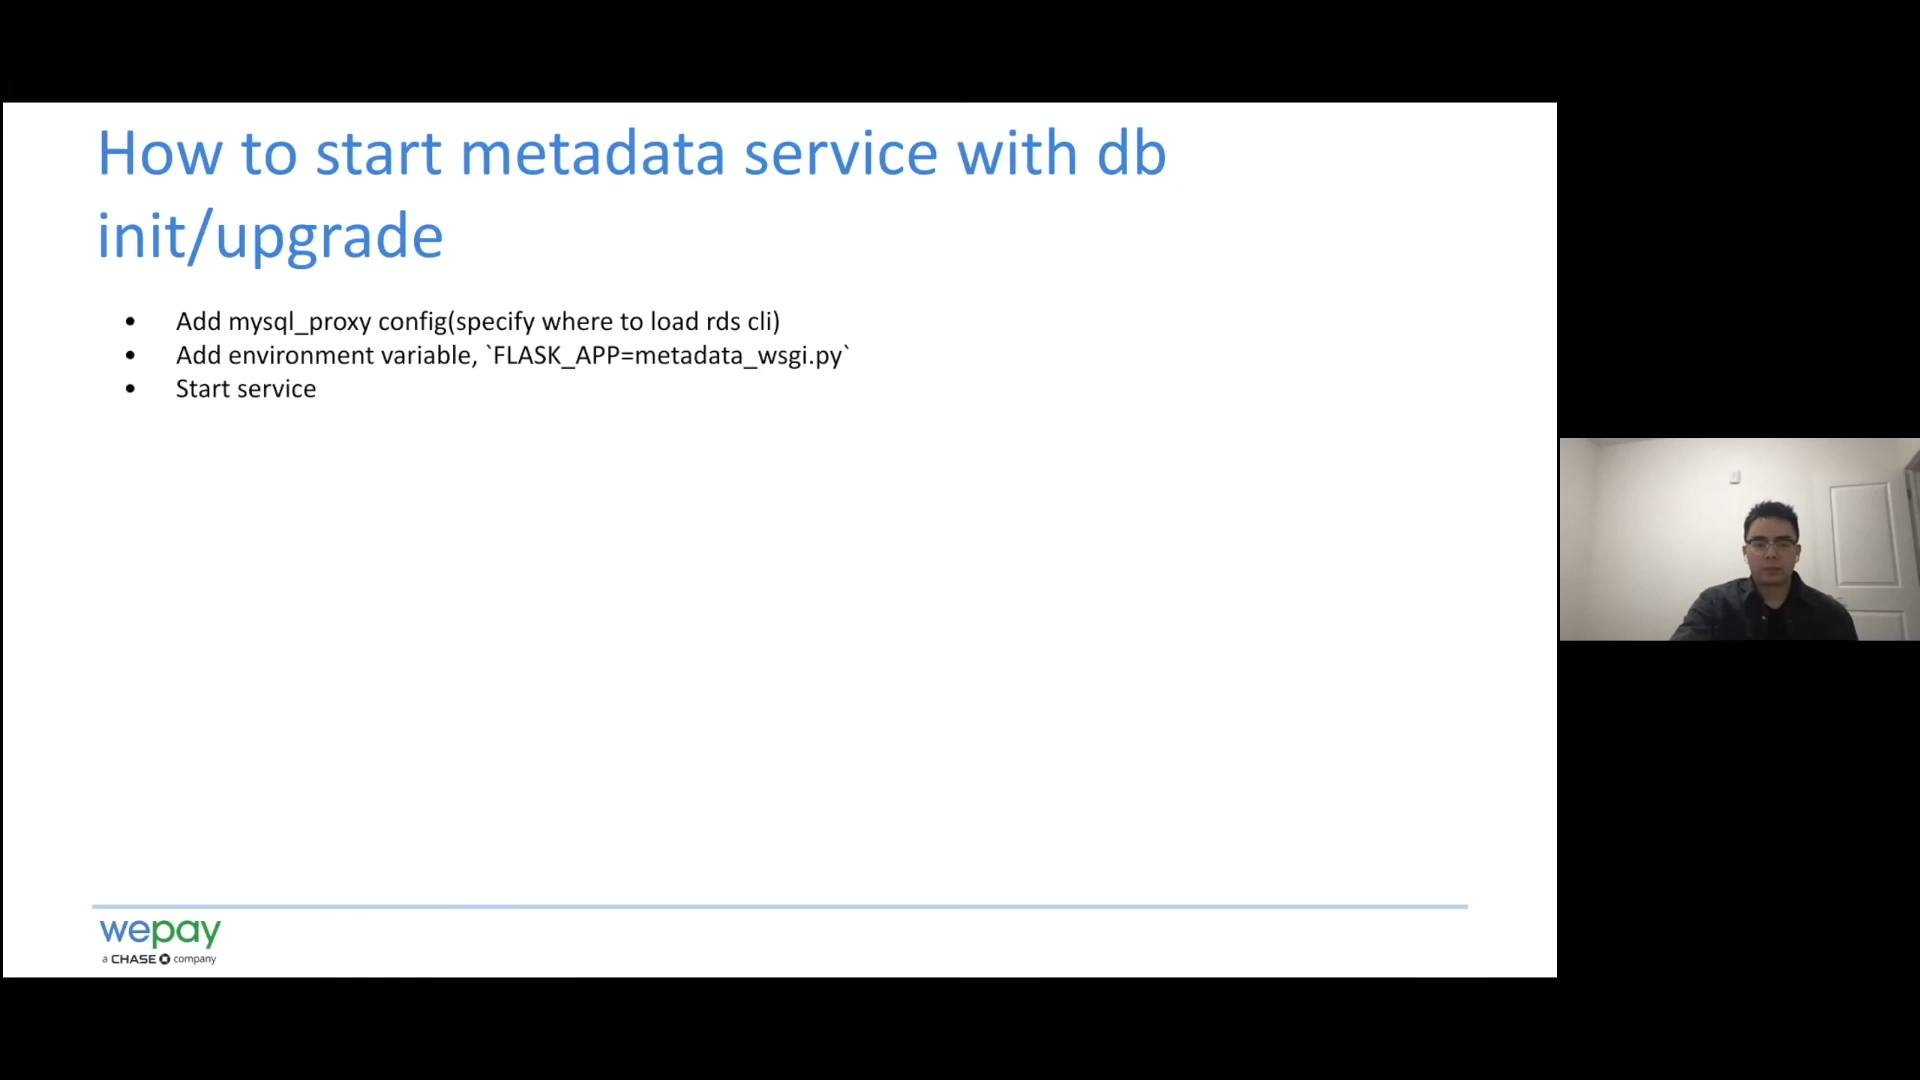 How to start metadata service with db
init/upgrade
• Add mysql_proxy config(specify where to load rds cli)
• Add environment variable, `FLASK_APP=metadata_wsgi.py`
• Start service
wepay
a CHASE company